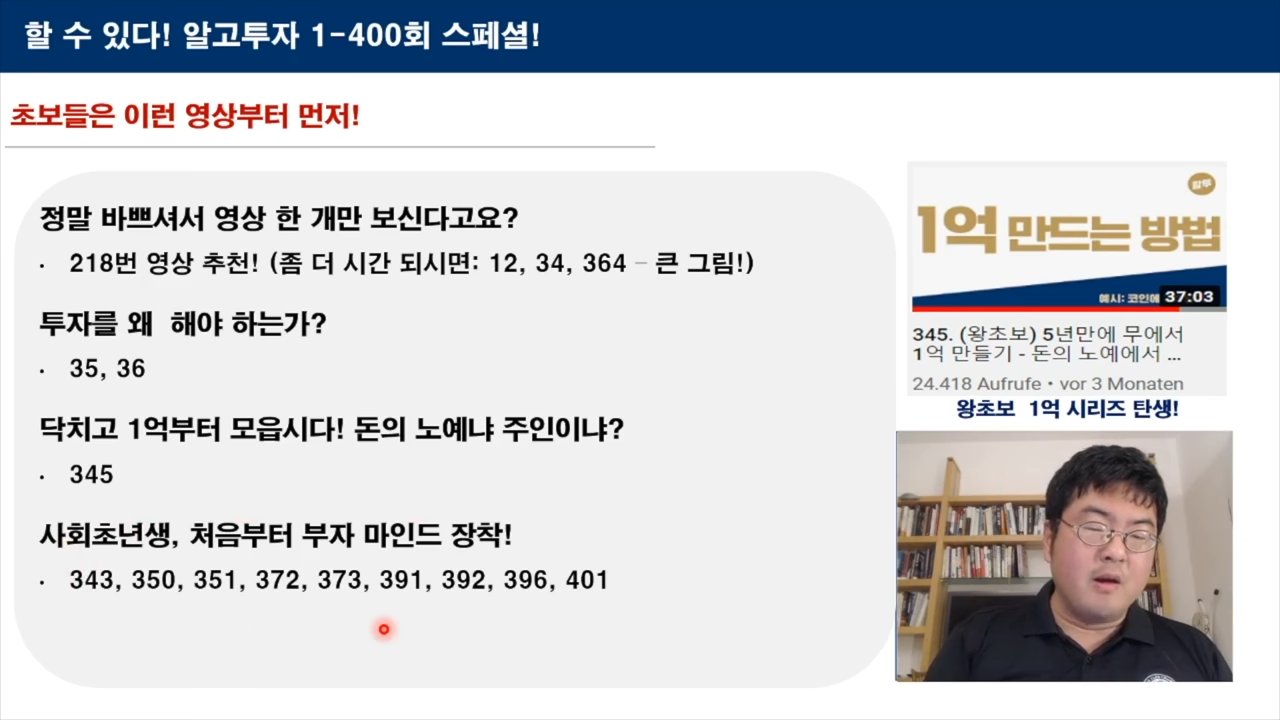 할 수 있다! 알고투자 1-400회 스페셜!
초보들은 이런 영상부터 먼저!
정말 바쁘셔서 영상 한 개만 보신다고요?
· 218번 영상 추천! (좀 더 시간 되시면: 12, 34, 364 – 큰 그림!)
투자를 왜 해야 하는가?
· 35, 36
닥치고 1억부터 모읍시다! 돈의 노예냐 주인이냐?
· 345
사회초년생, 처음부터 부자 마인드 장착!
· 343, 350, 351, 372, 373, 391, 392, 396, 401
1억 만드는 방법
예시: 코인에
37:03
345. (왕초보) 5년만에 무에서
1억 만들기 - 돈의 노예에서 ...
24.418 Aufrufe • vor 3 Monaten
왕초보 1억 시리즈 탄생!